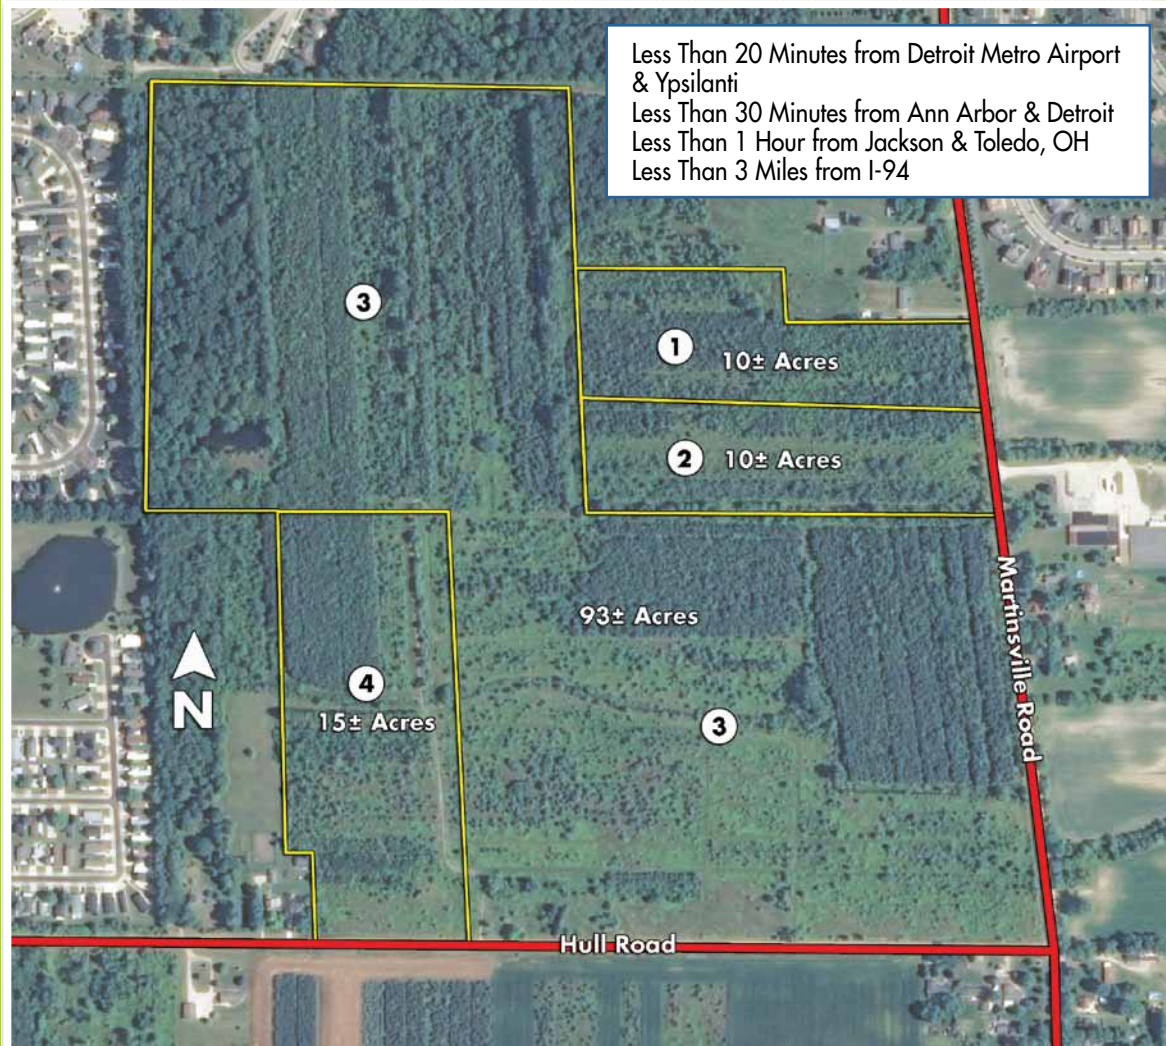 Less Than 20 Minutes from Detroit Metro Airport
& Ypsilanti
Less Than 30 Minutes from Ann Arbor & Detroit
Less Than 1 Hour from Jackson & Toledo, OH
Less Than 3 Miles from I-94
3
1
10± Acres
2
10± Acres
Martinsville Road
93± Acres
N
4
15± Acres
3
Hull Road